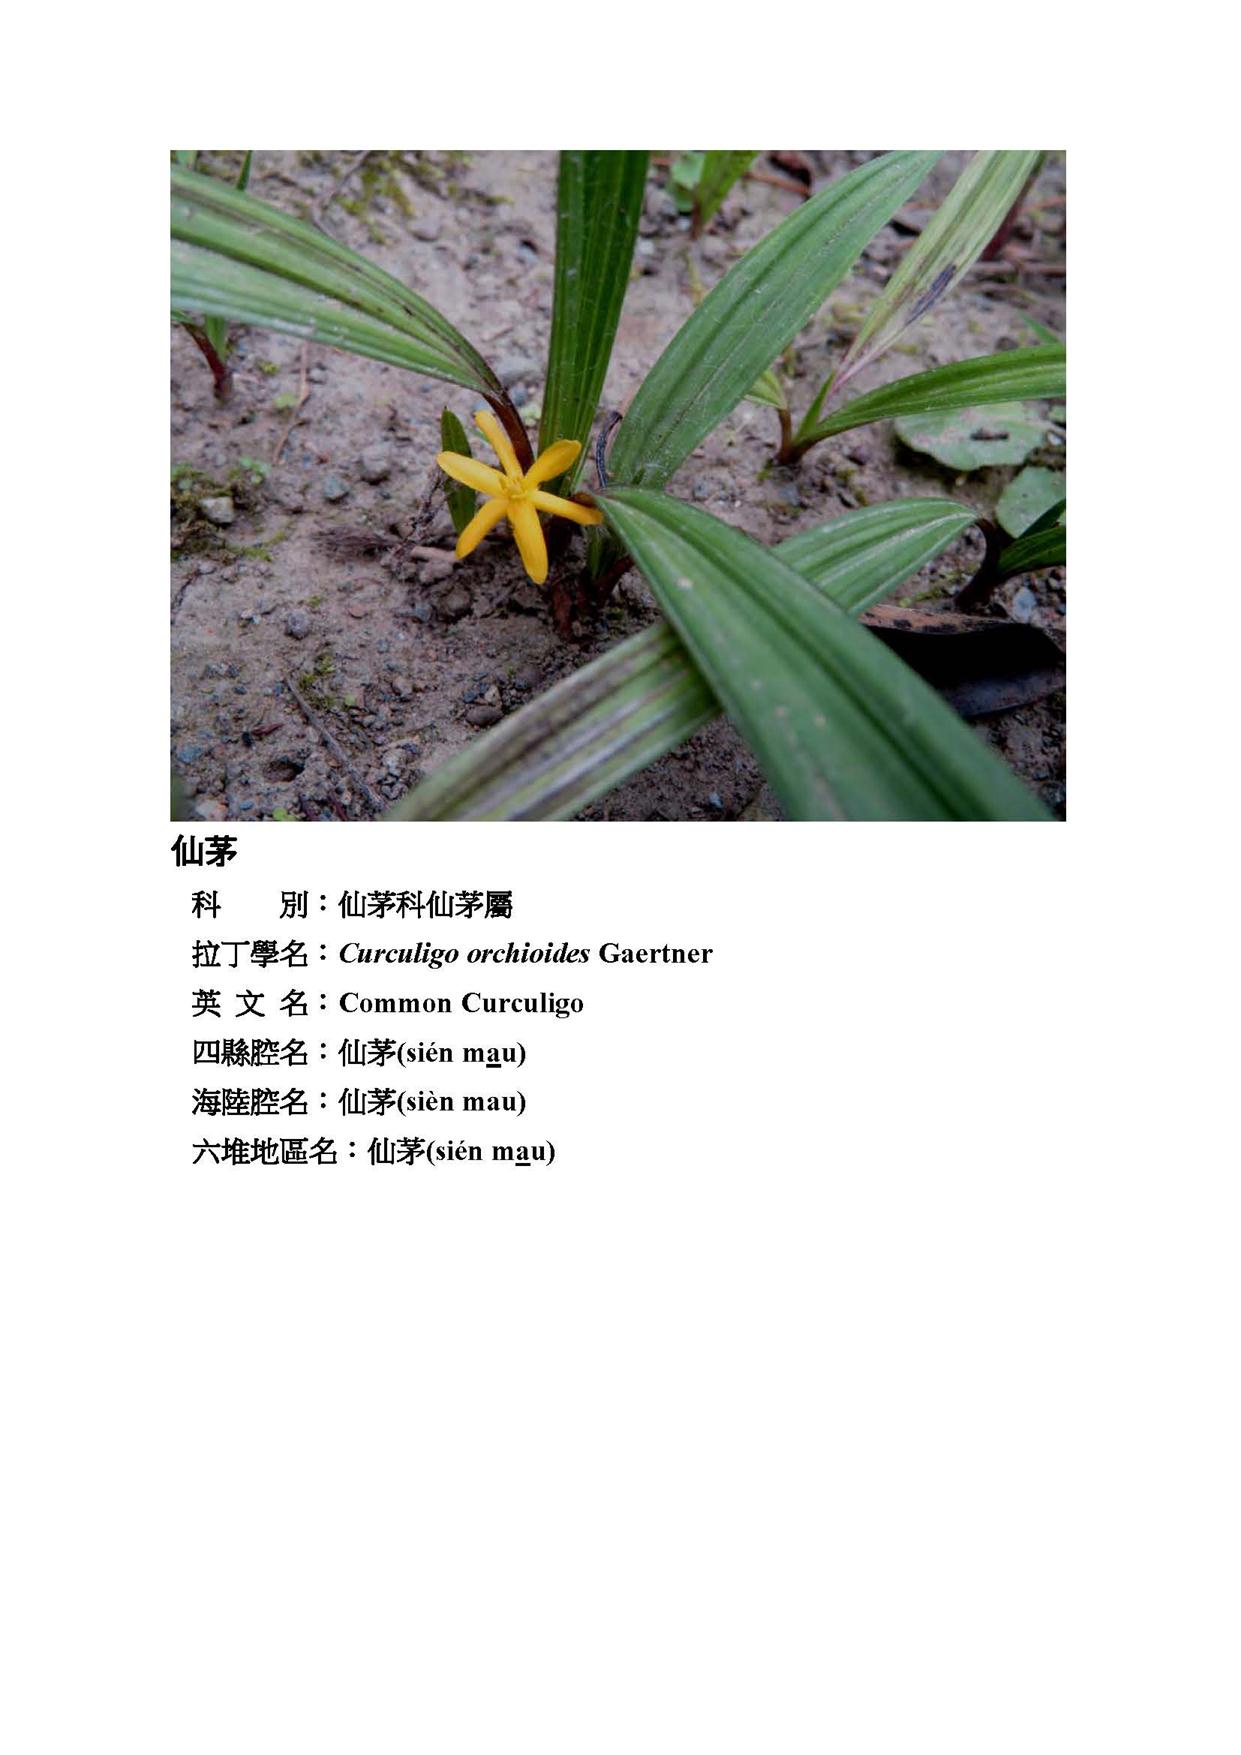 仙茅
科　　別：仙茅科仙茅屬
拉丁學名：Curculigo orchioides Gaertner
英 文 名：Common Curculigo
四縣腔名：仙茅(sién ma̲u)
海陸腔名：仙茅(sièn mau)
六堆地區名：仙茅(sién ma̲u)